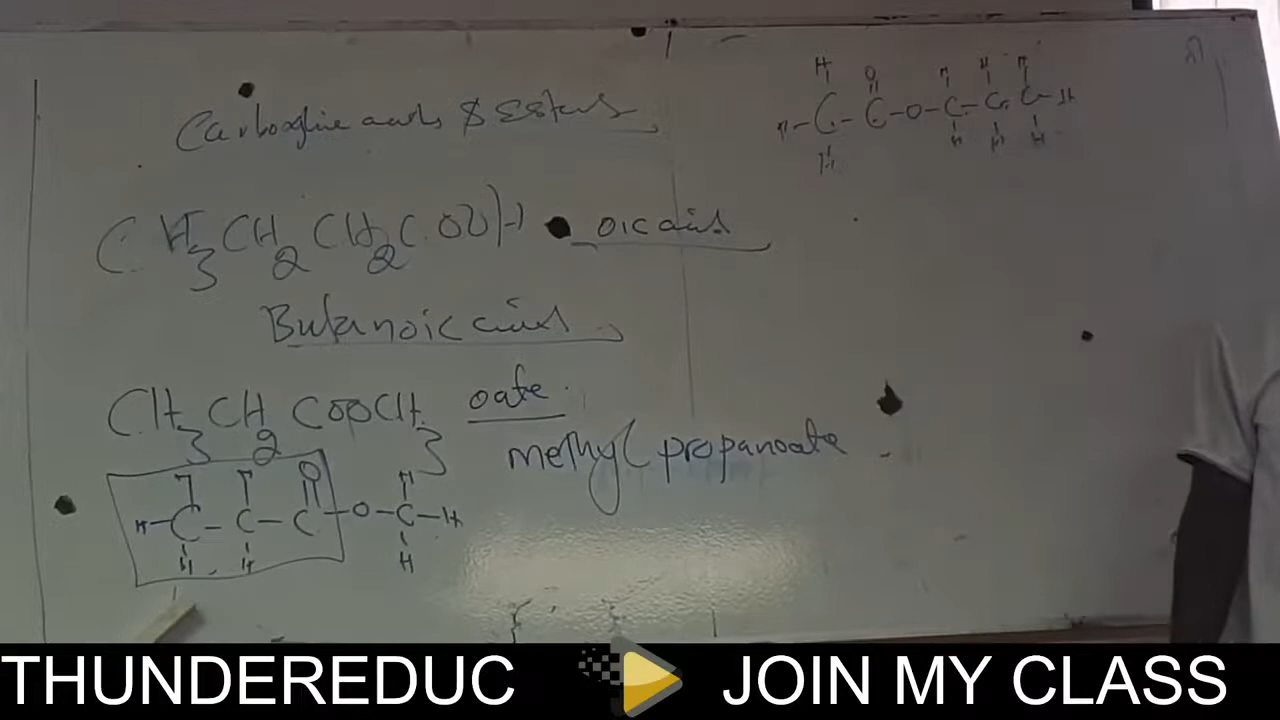 Carboxylic acids & Esters
CH3CH2CH2COOH oic acid
Butanoic acid
CH3CH2COOCH3 oate
methyl propanoate
H H O H
H-C-C-C-O-C-H
H H H
H O H H H
H-C-C-O-C-C-C-H
H H H H
THUNDEREDUC JOIN MY CLASS